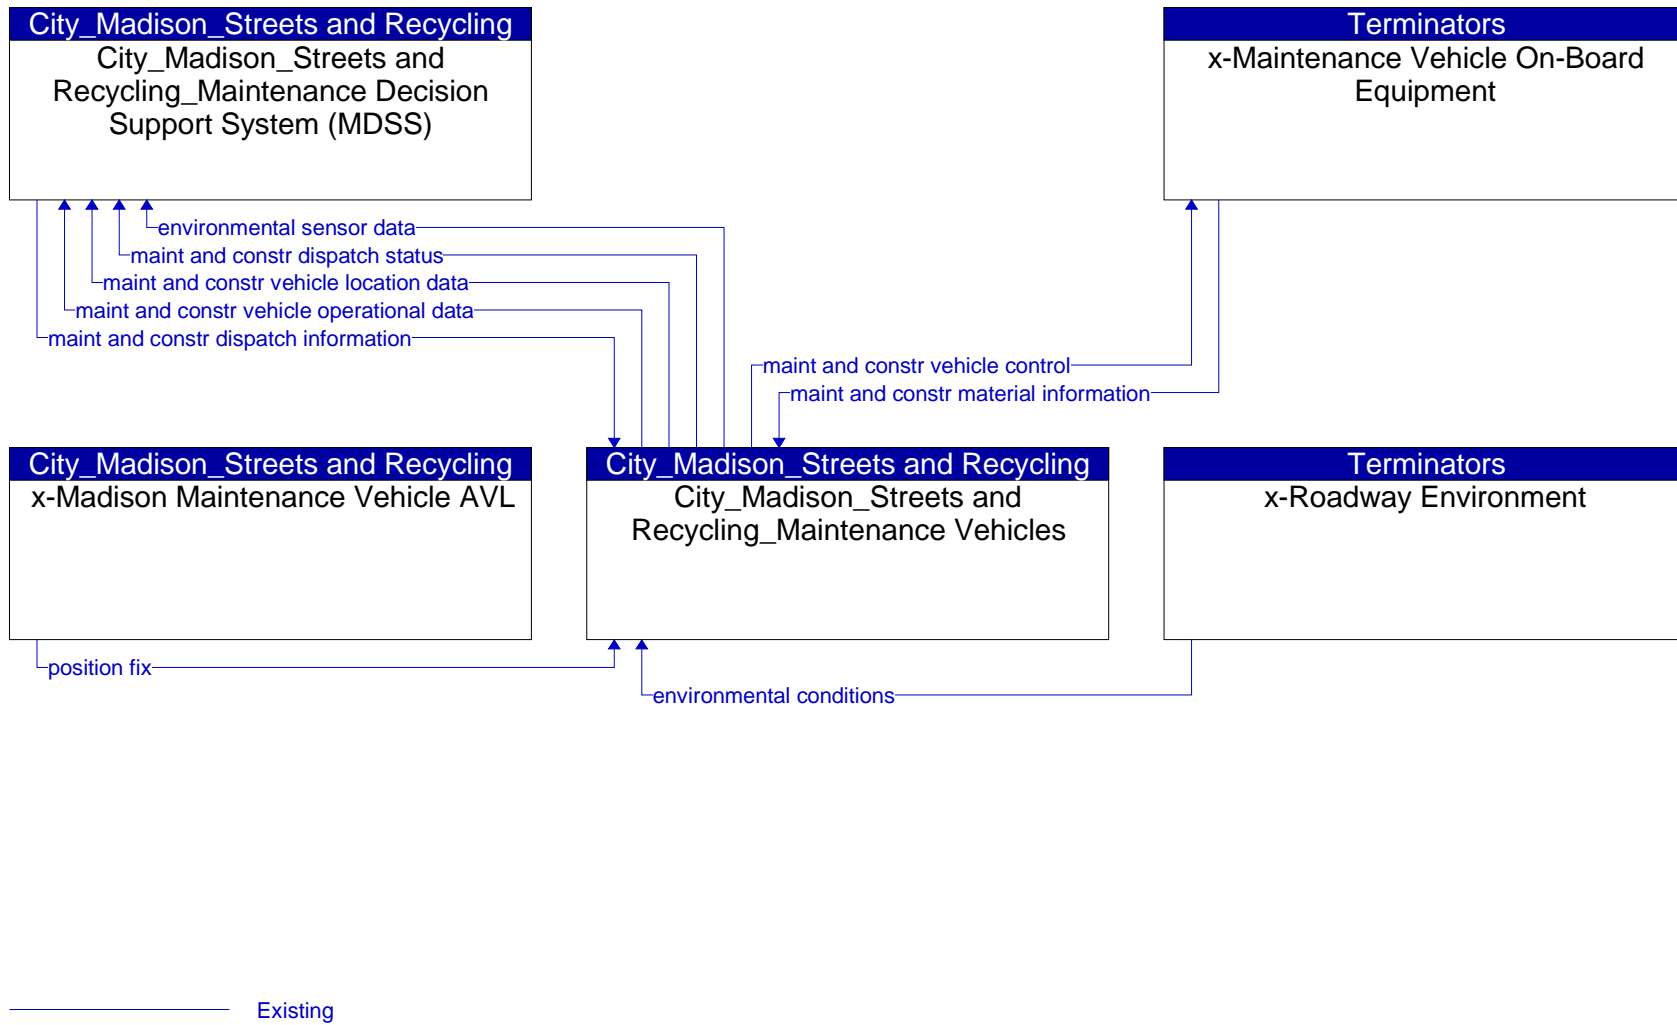 City_Madison_Streets and Recycling
City_Madison_Streets and
Recycling_Maintenance Decision
Support System (MDSS)
Terminators
x-Maintenance Vehicle On-Board
Equipment
environmental sensor data
maint and constr dispatch status
maint and constr vehicle location data
maint and constr vehicle operational data
maint and constr dispatch information
maint and constr vehicle control
maint and constr material information
City_Madison_Streets and Recycling
x-Madison Maintenance Vehicle AVL
City_Madison_Streets and Recycling
City_Madison_Streets and
Recycling_Maintenance Vehicles
Terminators
x-Roadway Environment
position fix
environmental conditions
Existing